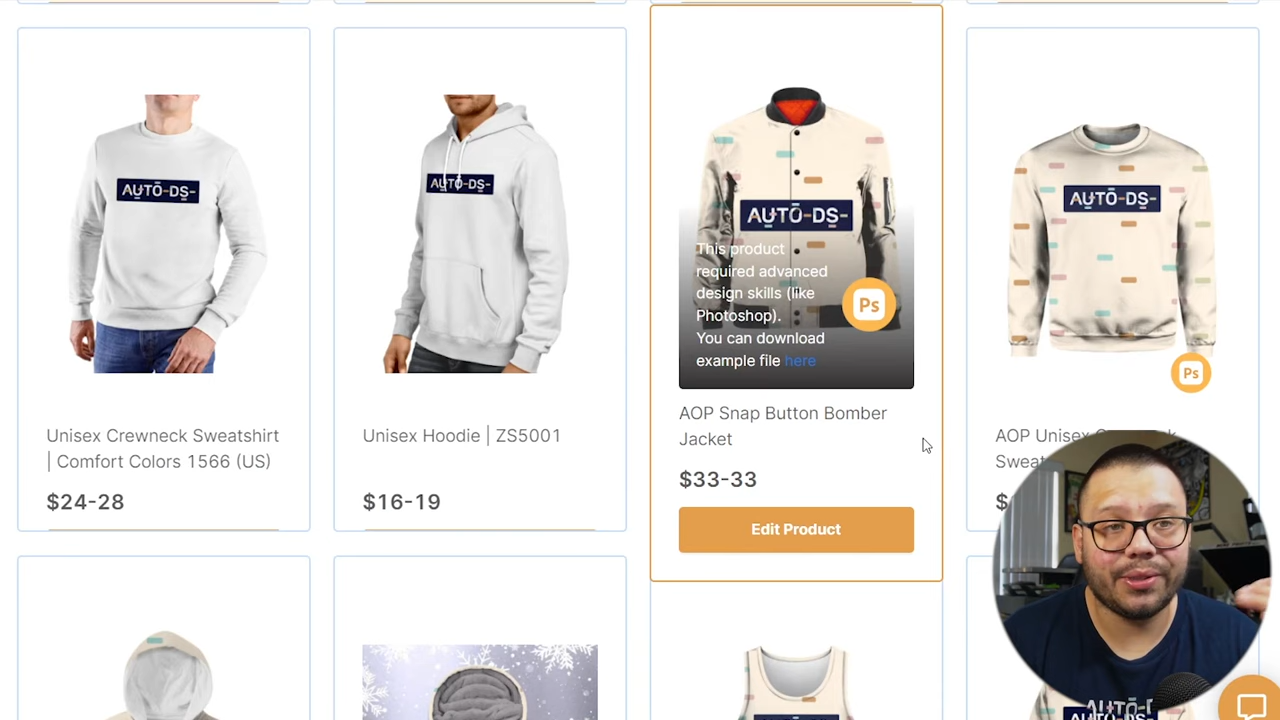 AUTO-DS-
AUTO-DS-
AUTO-DS-
AUTO-DS-
This product
required advanced
design skills (like
Photoshop).
You can download
example file here
Ps
Ps
Unisex Crewneck Sweatshirt
| Comfort Colors 1566 (US)
$24-28
Unisex Hoodie | ZS5001
$16-19
AOP Snap Button Bomber
Jacket
$33-33
Edit Product
AOP Unisex
$